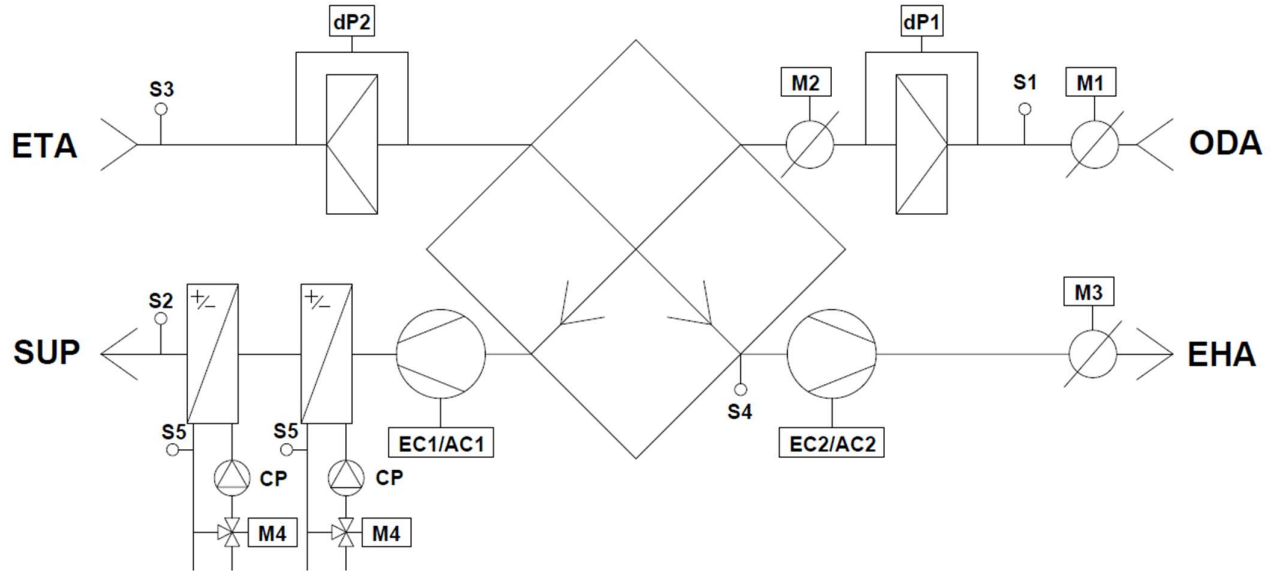 dP2
dP1
S3
M2
S1
M1
ETA
ODA
+/-
+/-
S2
M3
SUP
EHA
S4
S5
S5
EC1/AC1
EC2/AC2
CP
CP
M4
M4